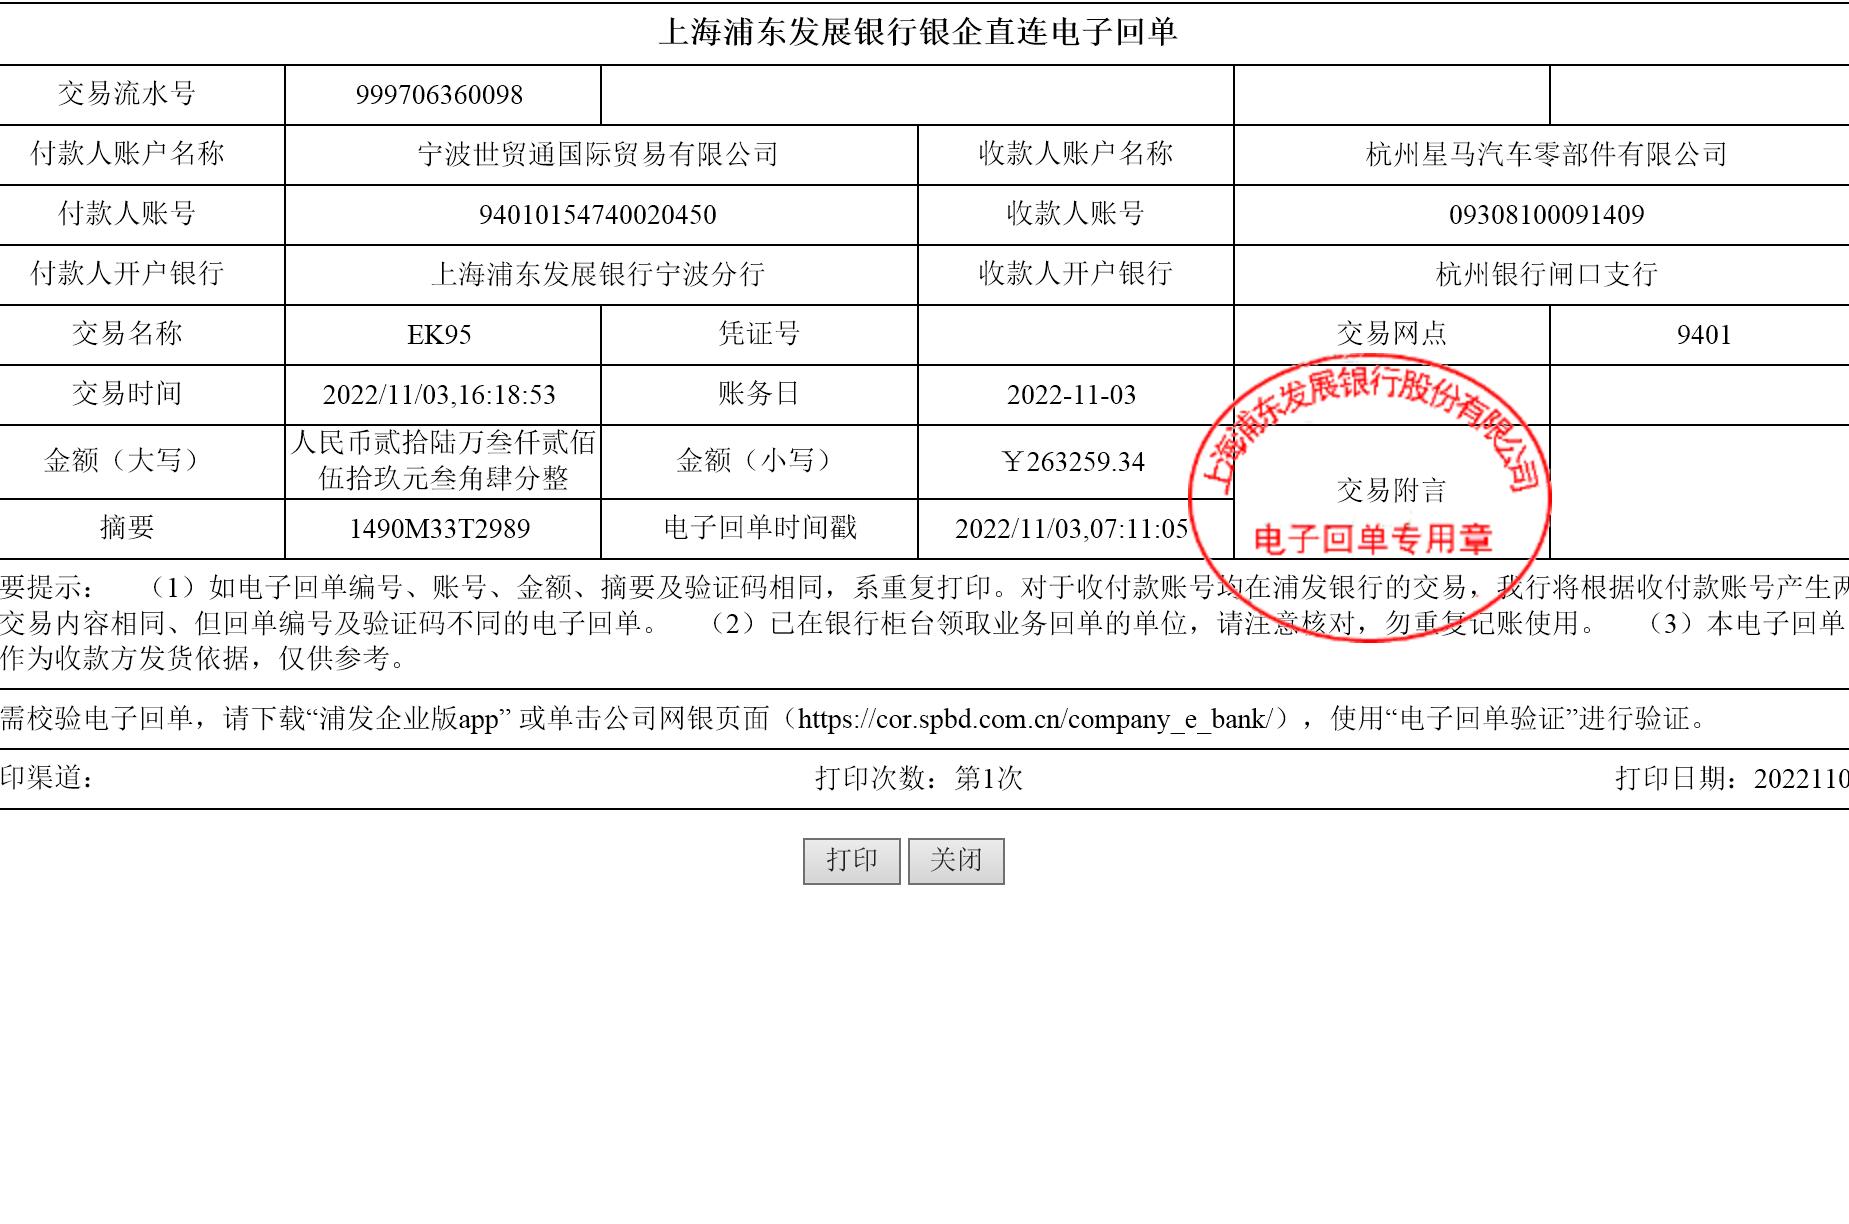 上海浦东发展银行银企直连电子回单
交易流水号 999706360098
付款人账户名称 宁波世贸通国际贸易有限公司 收款人账户名称 杭州星马汽车零部件有限公司
付款人账号 94010154740020450 收款人账号 09308100091409
付款人开户银行 上海浦东发展银行宁波分行 收款人开户银行 杭州银行闸口支行
交易名称 EK95 凭证号 交易网点 9401
交易时间 2022/11/03,16:18:53 账务日 2022-11-03
金额（大写） 人民币贰拾陆万叁仟贰佰
伍拾玖元叁角肆分整 金额（小写） ￥263259.34
交易附言
摘要 1490M33T2989 电子回单时间戳 2022/11/03,07:11:05
上海浦东发展银行股份有限公司
电子回单专用章
要提示： （1）如电子回单编号、账号、金额、摘要及验证码相同，系重复打印。对于收付款账号均在浦发银行的交易，我行将根据收付款账号产生两
交易内容相同、但回单编号及验证码不同的电子回单。 （2）已在银行柜台领取业务回单的单位，请注意核对，勿重复记账使用。 （3）本电子回单
作为收款方发货依据，仅供参考。
需校验电子回单，请下载“浦发企业版app” 或单击公司网银页面（https://cor.spbd.com.cn/company_e_bank/），使用“电子回单验证”进行验证。
印渠道： 打印次数：第1次 打印日期：2022110
打印 关闭